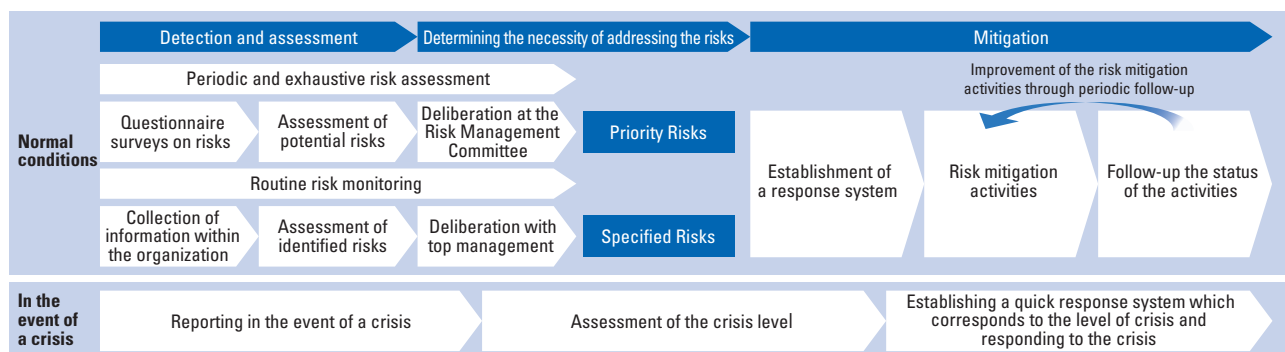 Detection and assessment
Determining the necessity of addressing the risks
Mitigation
Normal
conditions
Periodic and exhaustive risk assessment
Questionnaire
surveys on risks
Assessment of
potential risks
Deliberation at the
Risk Management
Committee
Priority Risks
Routine risk monitoring
Collection of
information within
the organization
Assessment of
identified risks
Deliberation with
top management
Specified Risks
Improvement of the risk mitigation
activities through periodic follow-up
Establishment of
a response system
Risk mitigation
activities
Follow-up the status
of the activities
In the
event of
a crisis
Reporting in the event of a crisis
Assessment of the crisis level
Establishing a quick response system which
corresponds to the level of crisis and
responding to the crisis